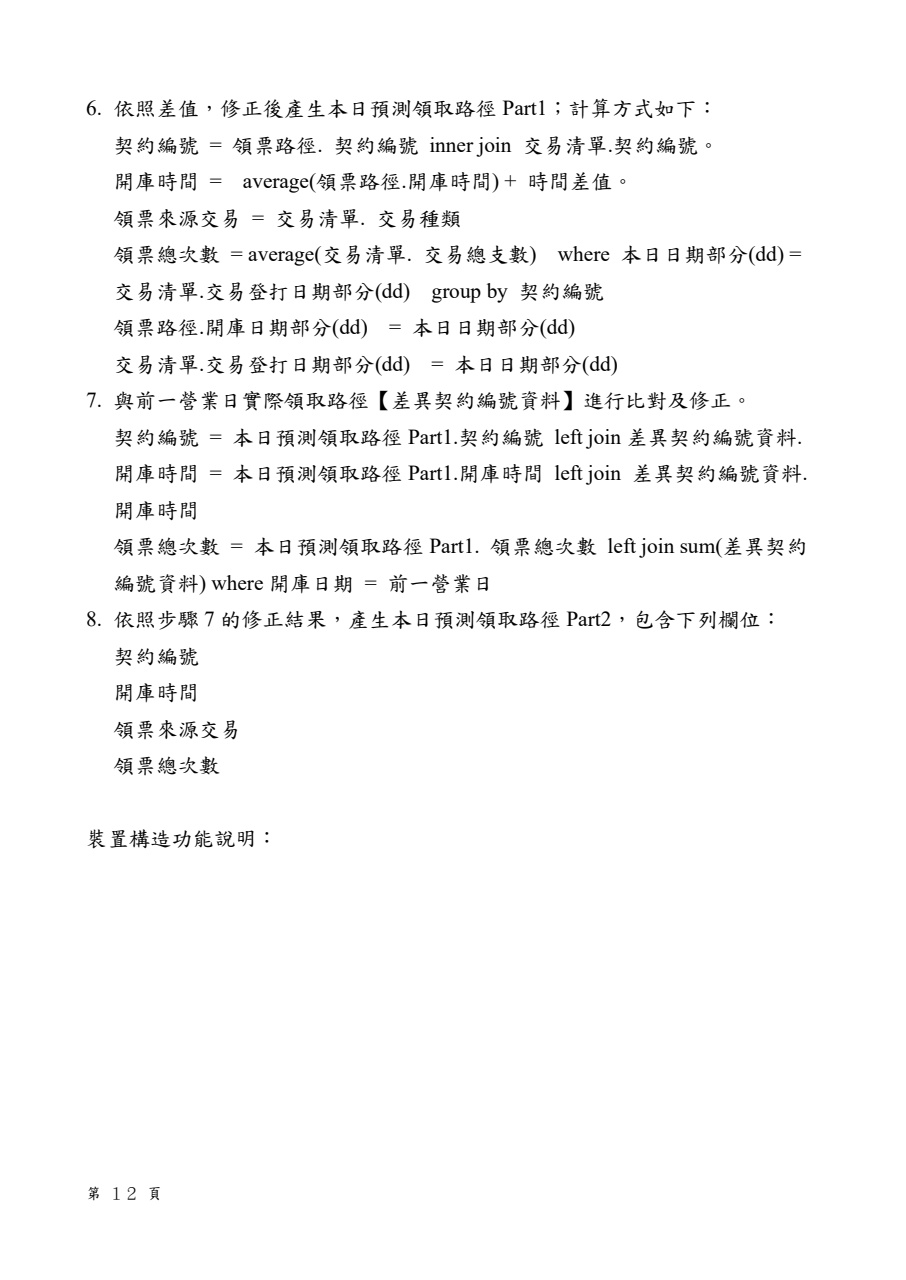 6. 依照差值，修正後產生本日預測領取路徑 Part1；計算方式如下：
契約編號 = 領票路徑. 契約編號 inner join 交易清單.契約編號。
開庫時間 = average(領票路徑.開庫時間) + 時間差值。
領票來源交易 = 交易清單. 交易種類
領票總次數 = average(交易清單. 交易總支數) where 本日日期部分(dd) =
交易清單.交易登打日期部分(dd) group by 契約編號
領票路徑.開庫日期部分(dd) = 本日日期部分(dd)
交易清單.交易登打日期部分(dd) = 本日日期部分(dd)
7. 與前一營業日實際領取路徑【差異契約編號資料】進行比對及修正。
契約編號 = 本日預測領取路徑 Part1.契約編號 left join 差異契約編號資料.
開庫時間 = 本日預測領取路徑 Part1.開庫時間 left join 差異契約編號資料.
開庫時間
領票總次數 = 本日預測領取路徑 Part1. 領票總次數 left join sum(差異契約
編號資料) where 開庫日期 = 前一營業日
8. 依照步驟 7 的修正結果，產生本日預測領取路徑 Part2，包含下列欄位：
契約編號
開庫時間
領票來源交易
領票總次數
裝置構造功能說明：
第 １２ 頁